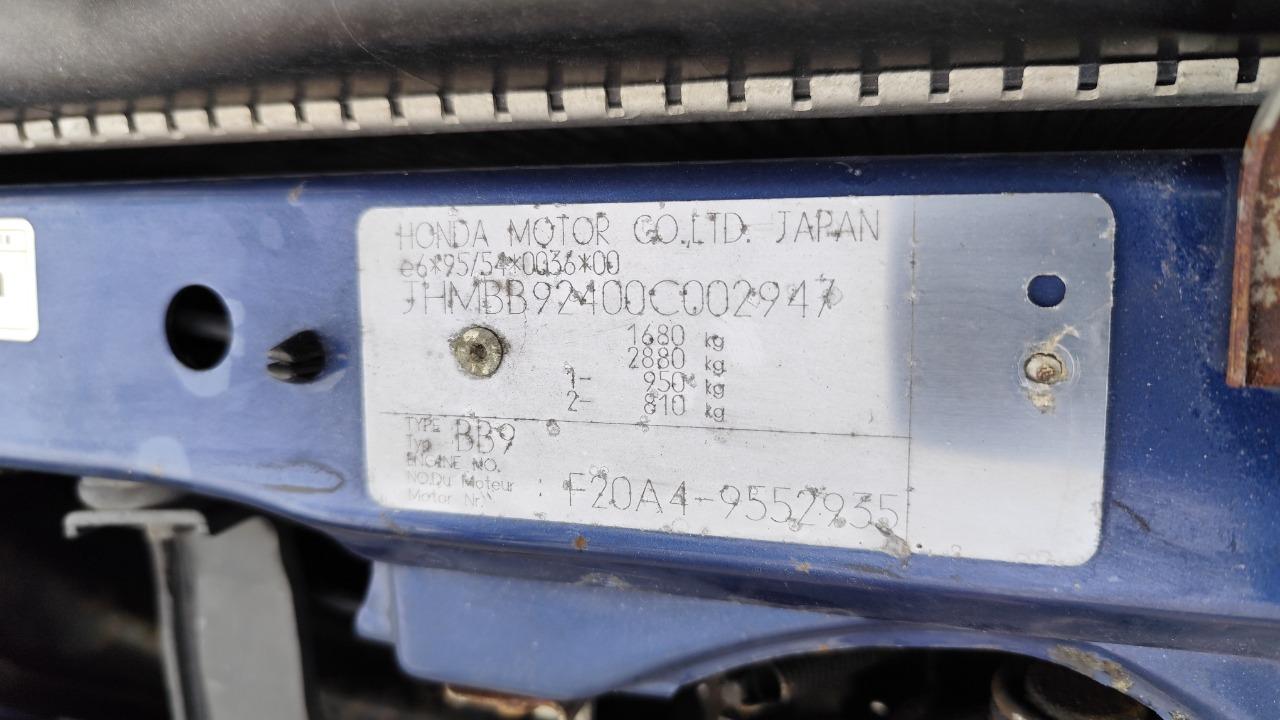 HONDA MOTOR CO.,LTD. JAPAN
e6*95/54*0036*00
JHMBB92400C002947
1680 kg
2880 kg
1- 950 kg
2- 810 kg
TYPE
Typ BB9
ENGINE NO.
NO.Du Moteur : F20A4-9552935
Motor Nr.